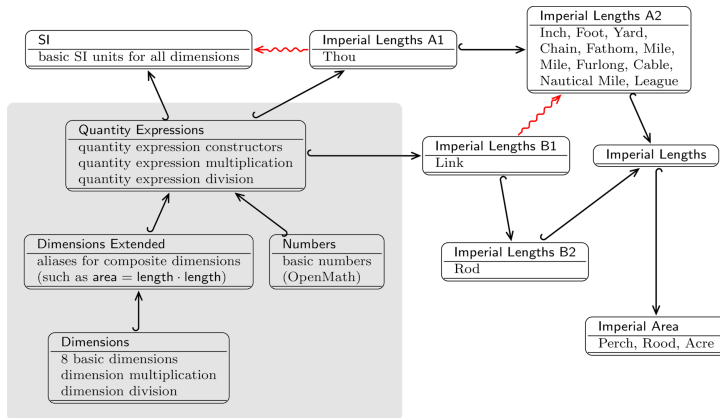 SI
basic SI units for all dimensions
Imperial Lengths A1
Thou
Imperial Lengths A2
Inch, Foot, Yard,
Chain, Fathom, Mile,
Mile, Furlong, Cable,
Nautical Mile, League
Quantity Expressions
quantity expression constructors
quantity expression multiplication
quantity expression division
Imperial Lengths B1
Link
Imperial Lengths
Dimensions Extended
aliases for composite dimensions
(such as area = length · length)
Numbers
basic numbers
(OpenMath)
Imperial Lengths B2
Rod
Imperial Area
Perch, Rood, Acre
Dimensions
8 basic dimensions
dimension multiplication
dimension division